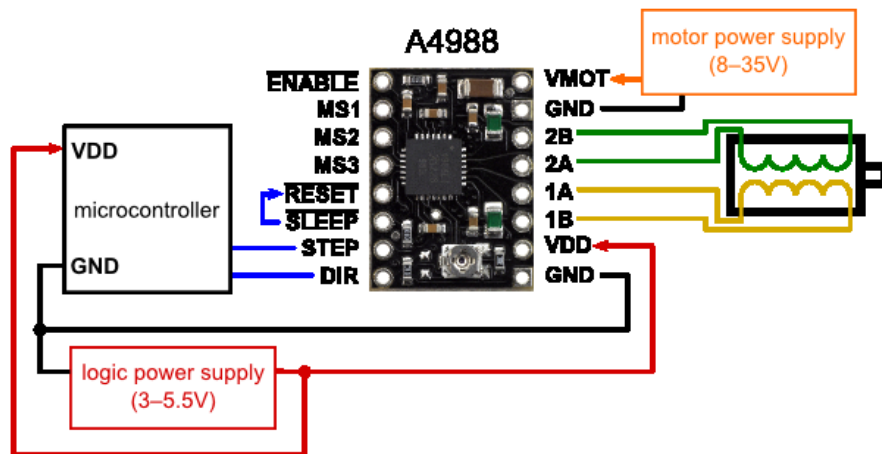 A4988
motor power supply
(8–35V)
ENABLE
VMOT
MS1
GND
MS2
2B
MS3
2A
RESET
1A
SLEEP
1B
STEP
VDD
DIR
GND
VDD
microcontroller
GND
logic power supply
(3–5.5V)